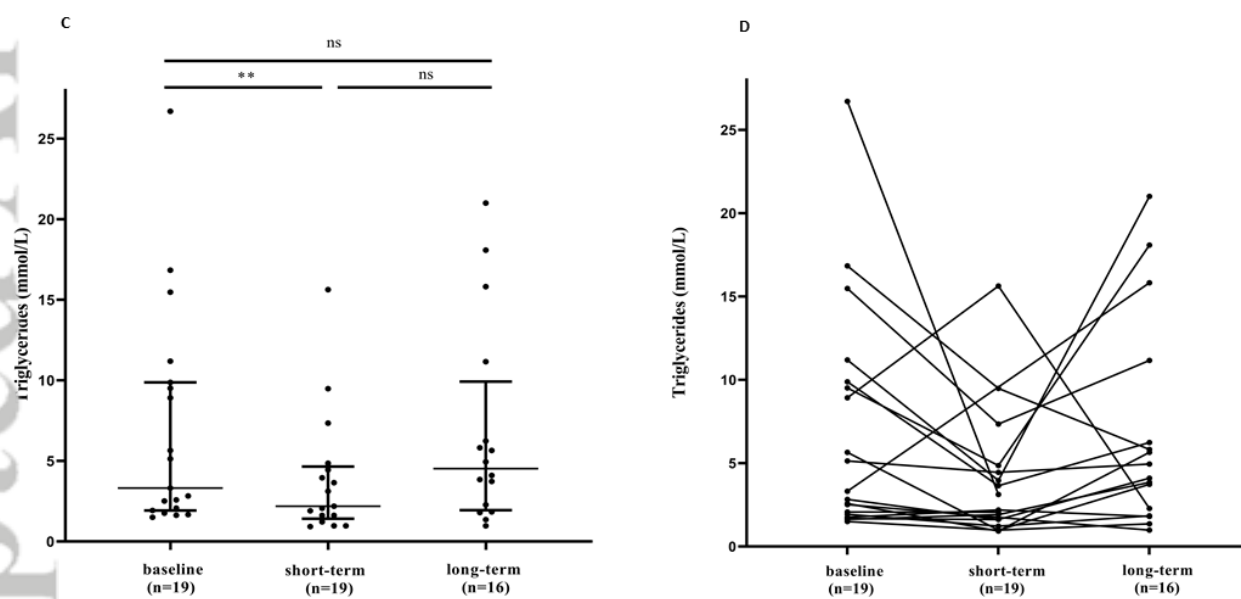 C
ns
**
ns
25
20
15
10
5
0
Triglycerides (mmol/L)
baseline
(n=19)
short-term
(n=19)
long-term
(n=16)
D
25
20
15
10
5
0
Triglycerides (mmol/L)
baseline
(n=19)
short-term
(n=19)
long-term
(n=16)